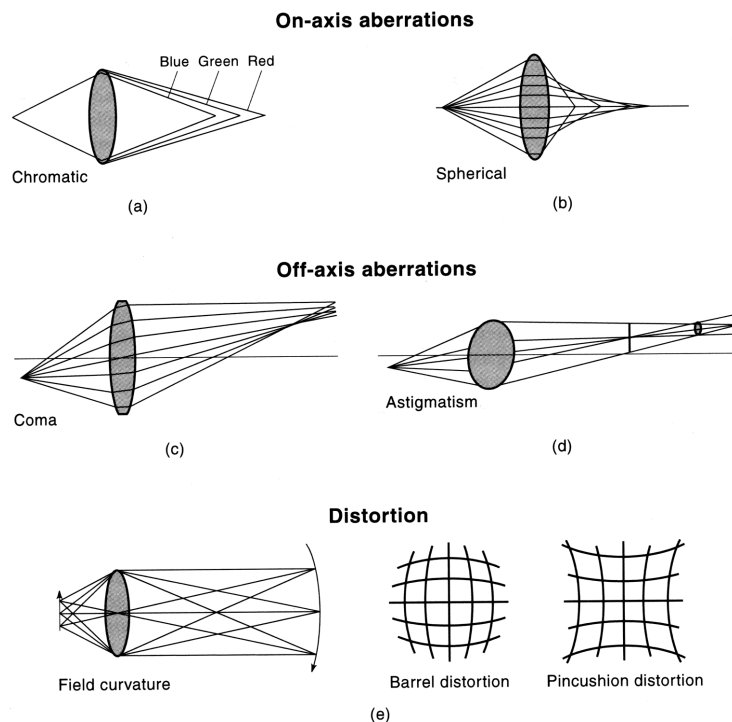 On-axis aberrations
Blue Green Red
Chromatic
(a)
Spherical
(b)
Off-axis aberrations
Coma
(c)
Astigmatism
(d)
Distortion
Field curvature
Barrel distortion
Pincushion distortion
(e)